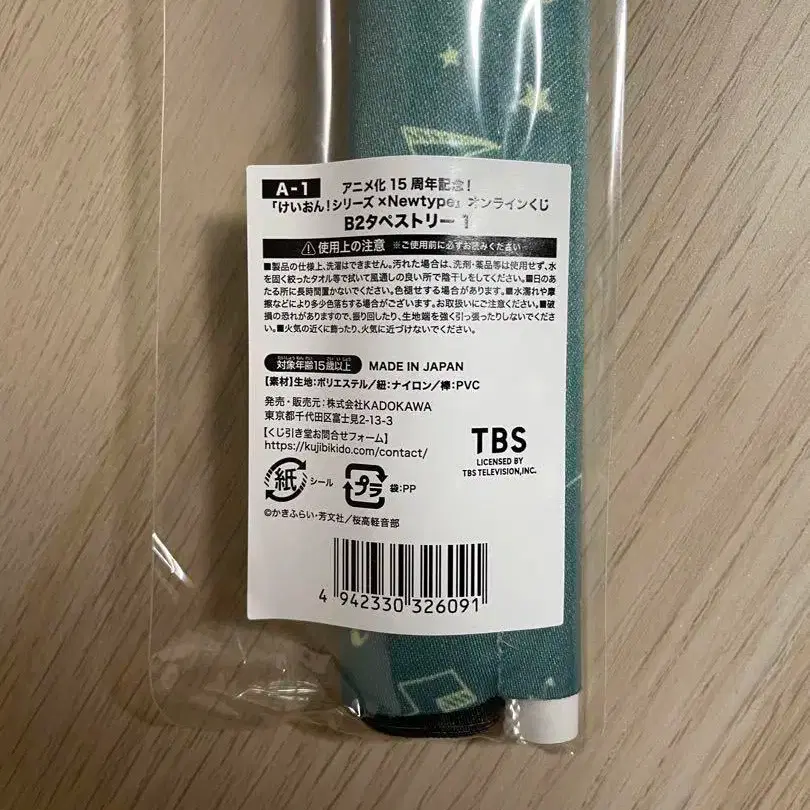 A-1
アニメ化15周年記念！
『けいおん！シリーズ×Newtype』オンラインくじ
B2タペストリー 1
⚠使用上の注意 ※ご使用前に必ずお読みください
■製品の仕様上、洗濯はできません。汚れた場合は、洗剤・薬品等は使用せず、水
を固く絞ったタオル等で拭いて風通しの良い所で陰干しをしてください。■日のあ
たる所に長時間置かないでください。色褪せする場合があります。■水濡れや摩
擦などにより多少色落ちする場合がございます。お取扱いにご注意ください。■破
損の恐れがありますので、振り回したり、生地端を強く引っ張ったりしないでくださ
い。■火気の近くに飾ったり、火気に近づけないでください。
対象年齢15歳以上 MADE IN JAPAN
【素材】生地：ポリエステル／紐：ナイロン／棒：PVC
発売・販売元：株式会社KADOKAWA
東京都千代田区富士見2-13-3
【くじ引き堂お問合せフォーム】
https://kujibikido.com/contact/
TBS
LICENSED BY
TBS TELEVISION,INC.
紙 シール
プラ 袋：PP
©かきふらい・芳文社／桜高軽音部
4 942330 326091